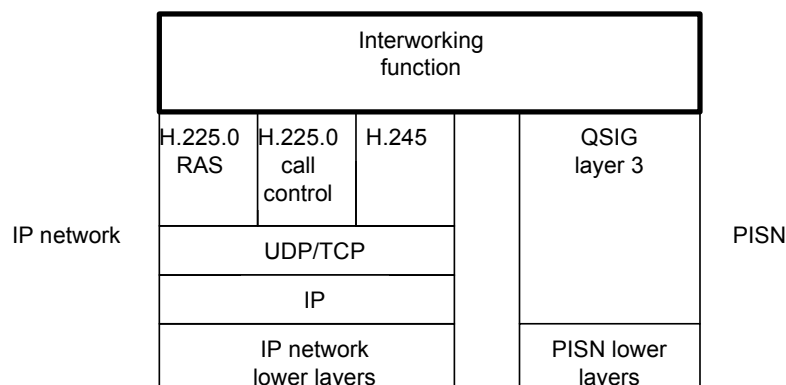 Interworking
function
H.225.0
RAS
H.225.0
call
control
H.245
QSIG
layer 3
IP network
UDP/TCP
PISN
IP
IP network
lower layers
PISN lower
layers